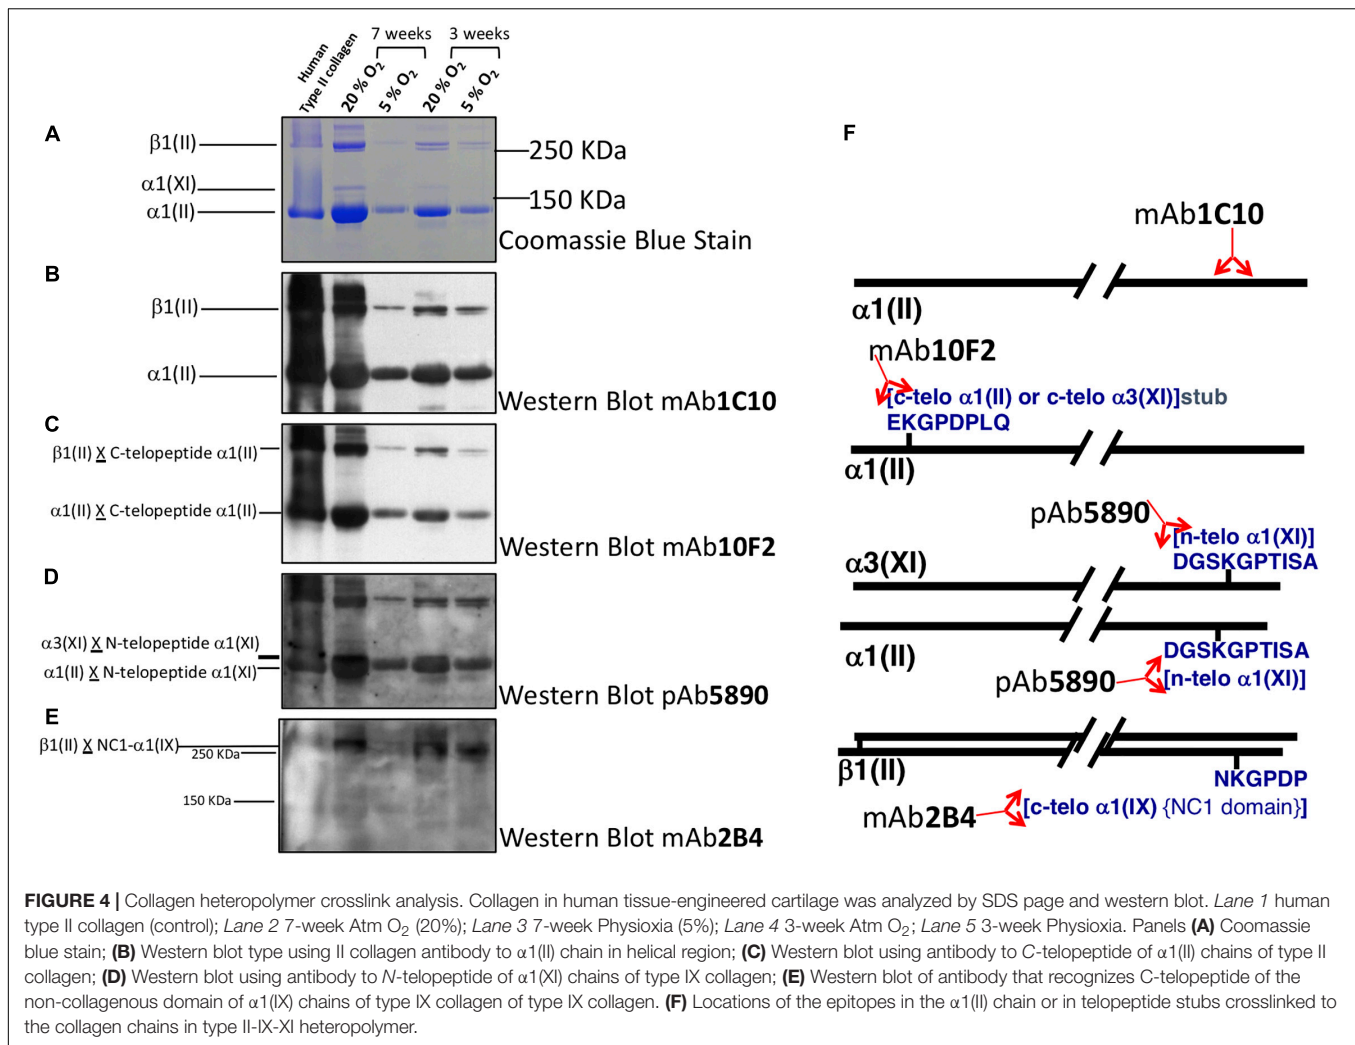 Human
Type II collagen
20 % O2
5 % O2
20 % O2
5 % O2
7 weeks
3 weeks
A
β1(II)
α1(XI)
α1(II)
250 KDa
150 KDa
Coomassie Blue Stain
B
β1(II)
α1(II)
Western Blot mAb1C10
C
β1(II) X C-telopeptide α1(II)
α1(II) X C-telopeptide α1(II)
Western Blot mAb10F2
D
α3(XI) X N-telopeptide α1(XI)
α1(II) X N-telopeptide α1(XI)
Western Blot pAb5890
E
β1(II) X NC1-α1(IX)
250 KDa
150 KDa
Western Blot mAb2B4
F
mAb1C10
α1(II)
mAb10F2
[c-telo α1(II) or c-telo α3(XI)]stub
EKGPDPLQ
α1(II)
pAb5890
[n-telo α1(XI)]
DGSKGPTISA
α3(XI)
α1(II)
DGSKGPTISA
pAb5890
[n-telo α1(XI)]
β1(II)
NKGPDP
mAb2B4
[c-telo α1(IX) {NC1 domain}]
FIGURE 4 | Collagen heteropolymer crosslink analysis. Collagen in human tissue-engineered cartilage was analyzed by SDS page and western blot. Lane 1 human
type II collagen (control); Lane 2 7-week Atm O2 (20%); Lane 3 7-week Physioxia (5%); Lane 4 3-week Atm O2; Lane 5 3-week Physioxia. Panels (A) Coomassie
blue stain; (B) Western blot type using II collagen antibody to α1(II) chain in helical region; (C) Western blot using antibody to C-telopeptide of α1(II) chains of type II
collagen; (D) Western blot using antibody to N-telopeptide of α1(XI) chains of type IX collagen; (E) Western blot of antibody that recognizes C-telopeptide of the
non-collagenous domain of α1(IX) chains of type IX collagen of type IX collagen. (F) Locations of the epitopes in the α1(II) chain or in telopeptide stubs crosslinked to
the collagen chains in type II-IX-XI heteropolymer.